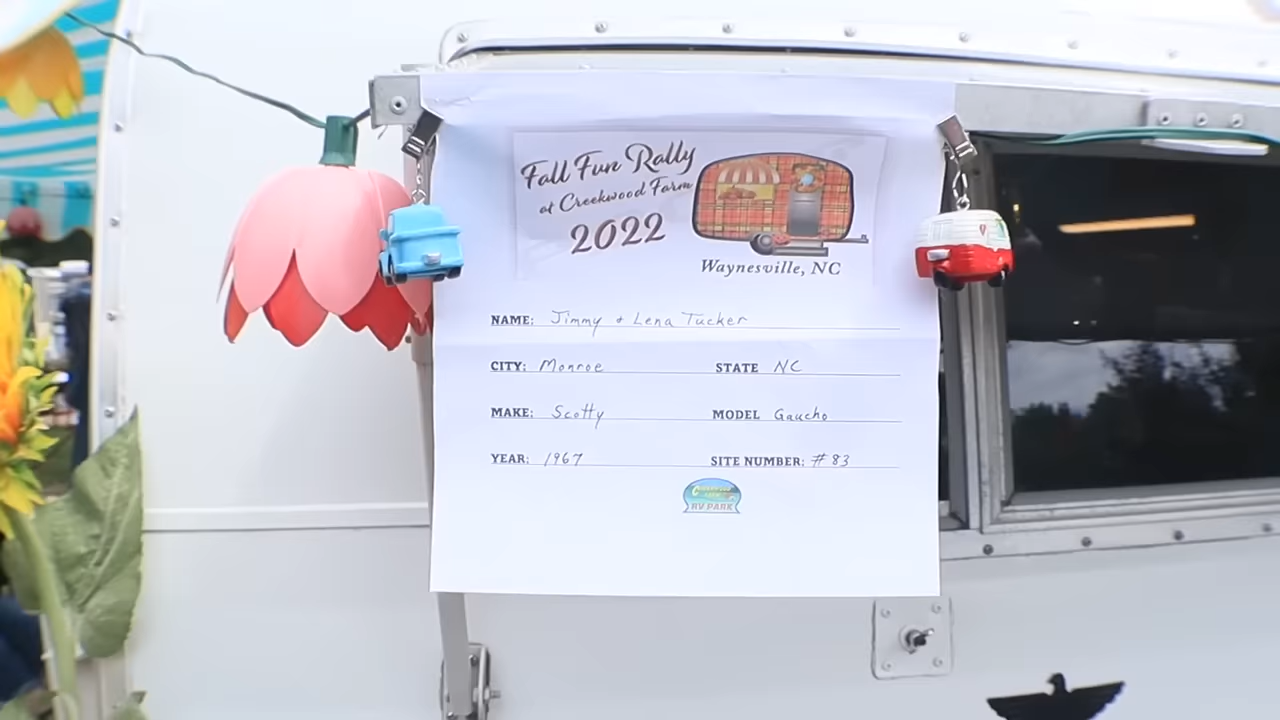 Fall Fun Rally
at Creekwood Farm
2022
Waynesville, NC
NAME: Jimmy + Lena Tucker
CITY: Monroe STATE NC
MAKE: Scotty MODEL Gaucho
YEAR: 1967 SITE NUMBER: #83
RV PARK